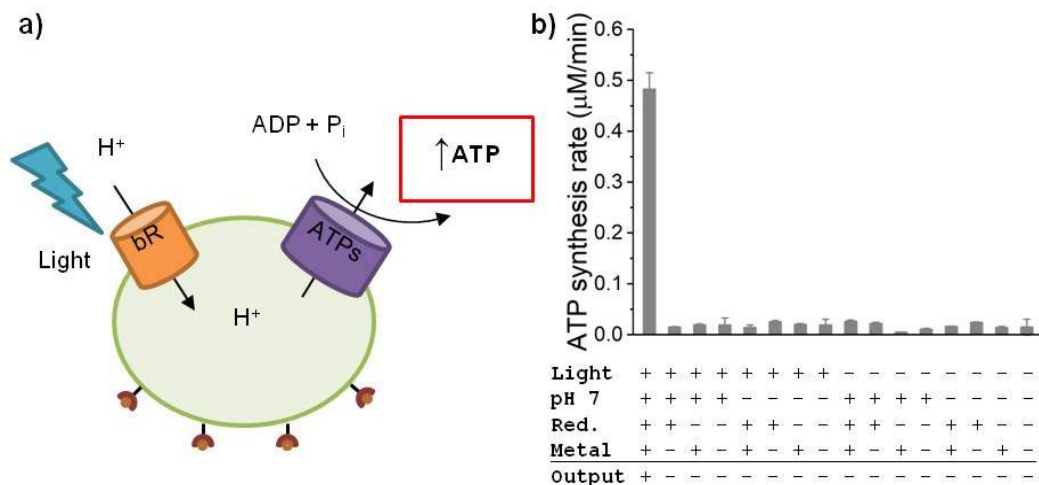 a)
H⁺
ADP + Pᵢ
↑ATP
Light
bR
ATPs
H⁺
b)
ATP synthesis rate (μM/min)
0.6
0.5
0.4
0.3
0.2
0.1
0.0
Light + + + + + + + + − − − − − − − −
pH 7 + + + + − − − − + + + + − − − −
Red. + + − − + + − − + + − − + + − −
Metal + − + − + − + − + − + − + − + −
Output + − − − − − − − − − − − − − − −